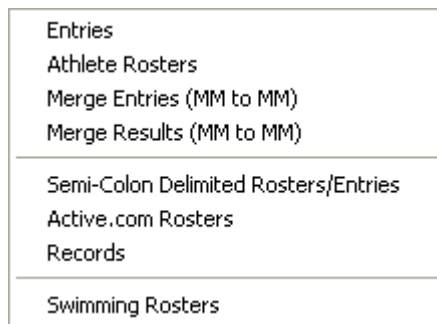 Entries
Athlete Rosters
Merge Entries (MM to MM)
Merge Results (MM to MM)
Semi-Colon Delimited Rosters/Entries
Active.com Rosters
Records
Swimming Rosters